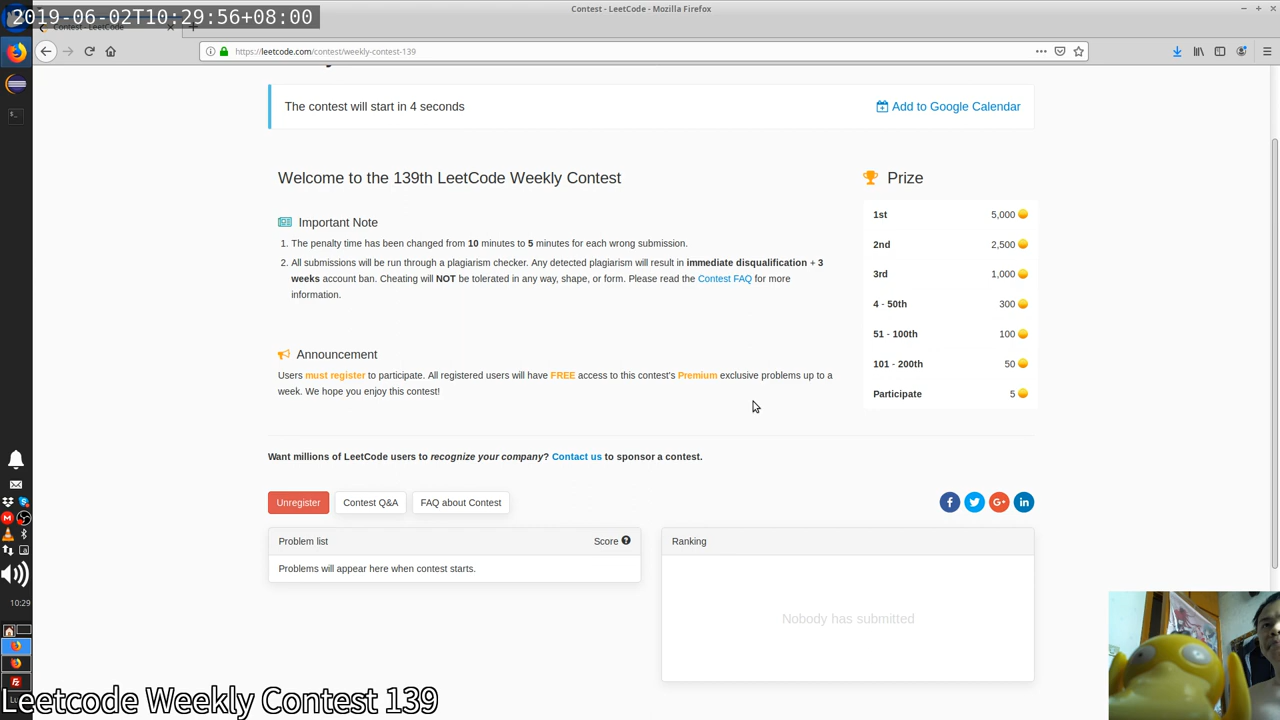 Contest - LeetCode - Mozilla Firefox
2019-06-02T10:29:56+08:00
Contest - LeetCode
https://leetcode.com/contest/weekly-contest-139
The contest will start in 4 seconds
Add to Google Calendar
Welcome to the 139th LeetCode Weekly Contest
Important Note
1. The penalty time has been changed from 10 minutes to 5 minutes for each wrong submission.
2. All submissions will be run through a plagiarism checker. Any detected plagiarism will result in immediate disqualification + 3
weeks account ban. Cheating will NOT be tolerated in any way, shape, or form. Please read the Contest FAQ for more
information.
Announcement
Users must register to participate. All registered users will have FREE access to this contest's Premium exclusive problems up to a
week. We hope you enjoy this contest!
Prize
1st 5,000
2nd 2,500
3rd 1,000
4 - 50th 300
51 - 100th 100
101 - 200th 50
Participate 5
Want millions of LeetCode users to recognize your company? Contact us to sponsor a contest.
Unregister
Contest Q&A
FAQ about Contest
Problem list Score
Problems will appear here when contest starts.
Ranking
Nobody has submitted
10:29
Leetcode Weekly Contest 139